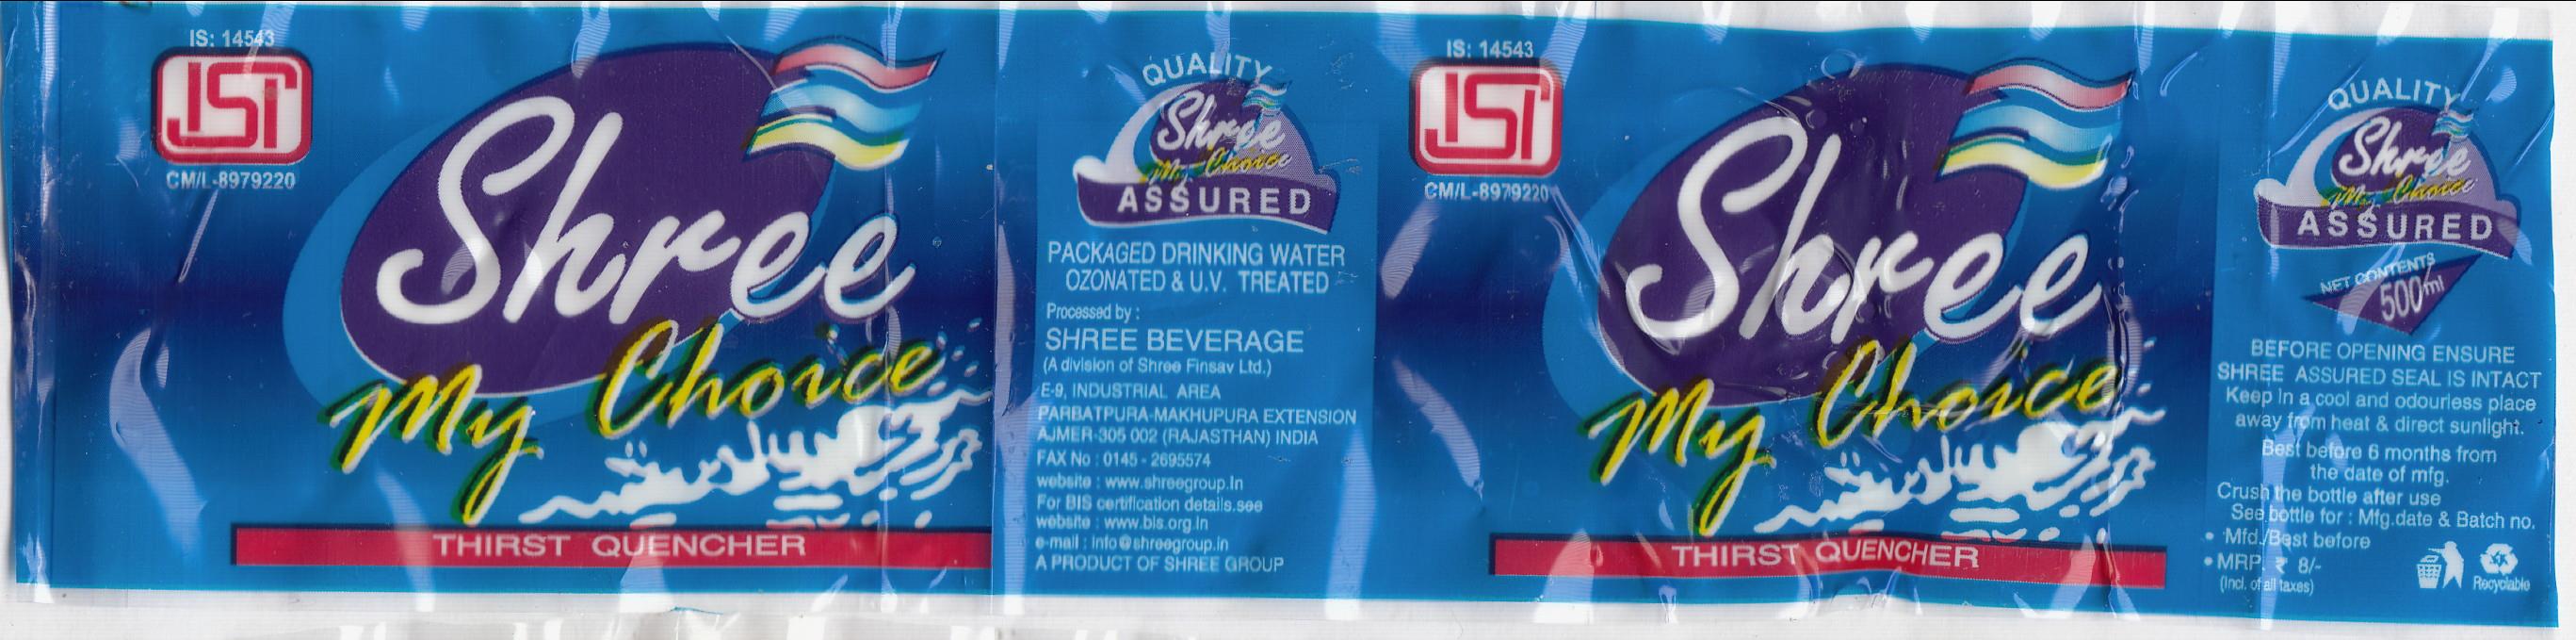 IS: 14543
ISI
CM/L-8979220
Shree
My Choice
THIRST QUENCHER
QUALITY
Shree
My Choice
ASSURED
PACKAGED DRINKING WATER
OZONATED & U.V. TREATED
Processed by :
SHREE BEVERAGE
(A division of Shree Finsav Ltd.)
E-9, INDUSTRIAL AREA
PARBATPURA-MAKHUPURA EXTENSION
AJMER-305 002 (RAJASTHAN) INDIA
FAX No : 0145 - 2695574
website : www.shreegroup.in
For BIS certification details.see
website : www.bis.org.in
e-mail : info@shreegroup.in
A PRODUCT OF SHREE GROUP
IS: 14543
ISI
CM/L-8979220
Shree
My Choice
THIRST QUENCHER
QUALITY
Shree
My Choice
ASSURED
NET CONTENTS
500ml
BEFORE OPENING ENSURE
SHREE ASSURED SEAL IS INTACT
Keep in a cool and odourless place
away from heat & direct sunlight.
Best before 6 months from
the date of mfg.
Crush the bottle after use
See bottle for : Mfg.date & Batch no.
• Mfd./Best before
• MRP. ₹ 8/-
(Incl. of all taxes)
Recyclable